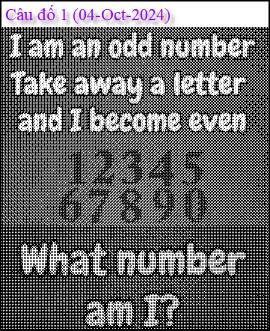 Câu đố 1 (04-Oct-2024)
I am an odd number
Take away a letter
and I become even
12345
67890
What number
am I?